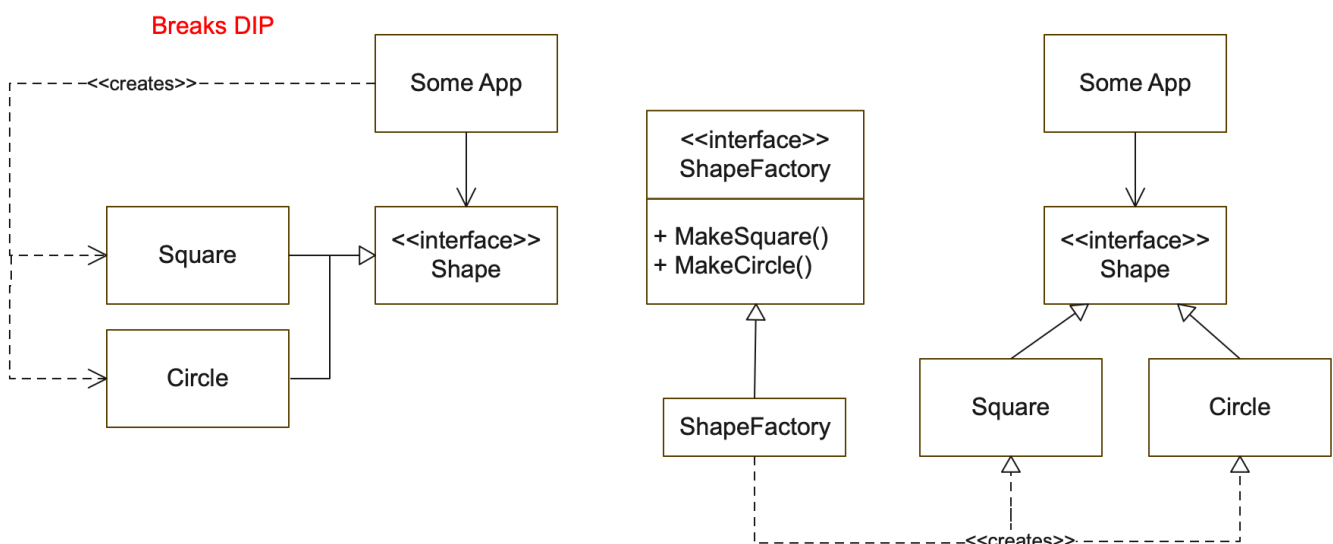 Breaks DIP
<<creates>>
Some App
Square
<<interface>>
Shape
Circle
<<interface>>
ShapeFactory
+ MakeSquare()
+ MakeCircle()
ShapeFactory
Some App
<<interface>>
Shape
Square
Circle
<<creates>>